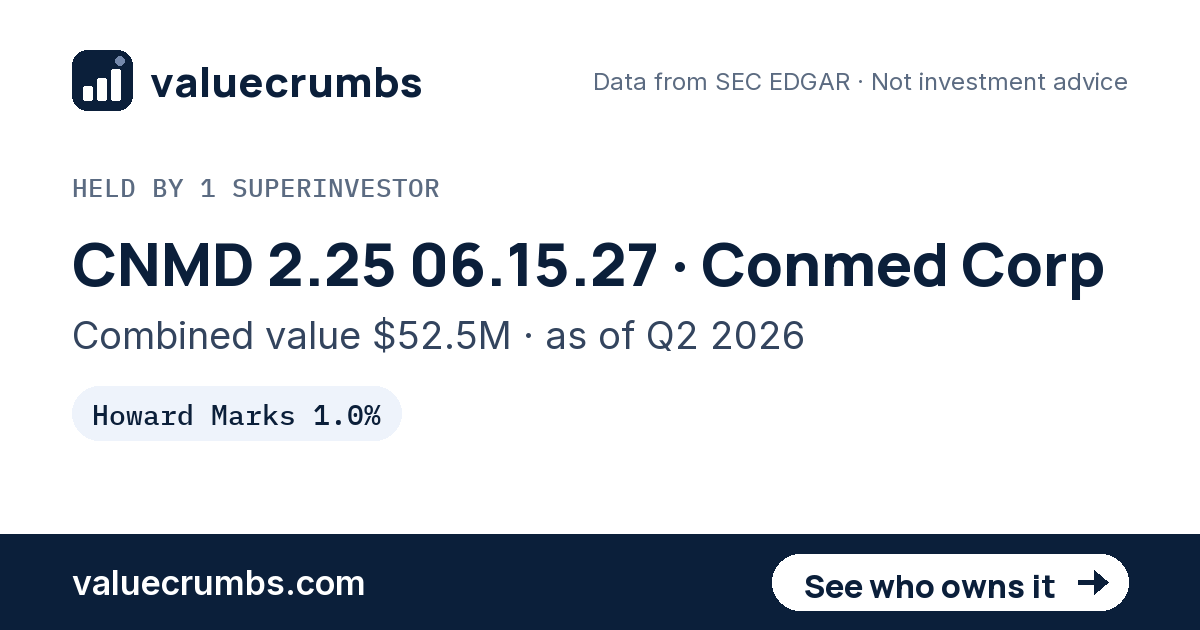 valuecrumbs
Data from SEC EDGAR · Not investment advice
HELD BY 1 SUPERINVESTOR
CNMD 2.25 06.15.27 · Conmed Corp
Combined value $52.5M · as of Q2 2026
Howard Marks 1.0%
valuecrumbs.com
See who owns it